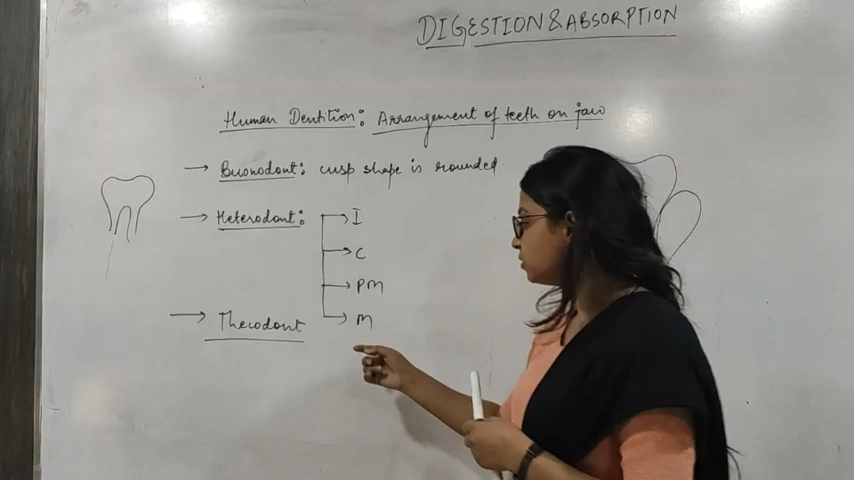 DIGESTION & ABSORPTION
Human Dentition: Arrangement of teeth on jaw
→ Bunodont: cusp shape is rounded.
→ Heterodont: → I
→ C
→ PM
→ M
→ Thecodont